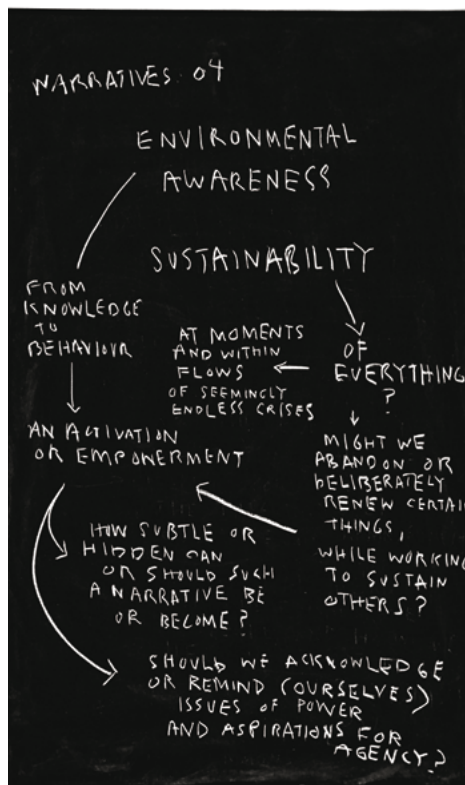 NARRATIVES: 04
ENVIRONMENTAL
AWARENESS
SUSTAINABILITY
FROM
KNOWLEDGE
TO
BEHAVIOUR
AT MOMENTS
AND WITHIN
FLOWS
OF SEEMINGLY
ENDLESS CRISES
OF
EVERYTHING
?
AN ACTIVATION
OR EMPOWERMENT
MIGHT WE
ABANDON OR
DELIBERATELY
RENEW CERTAIN
THINGS,
WHILE WORKING
TO SUSTAIN
OTHERS?
HOW SUBTLE OR
HIDDEN CAN
OR SHOULD SUCH
A NARRATIVE BE
OR BECOME?
SHOULD WE ACKNOWLEDGE
OR REMIND (OURSELVES)
ISSUES OF POWER
AND ASPIRATIONS FOR
AGENCY?